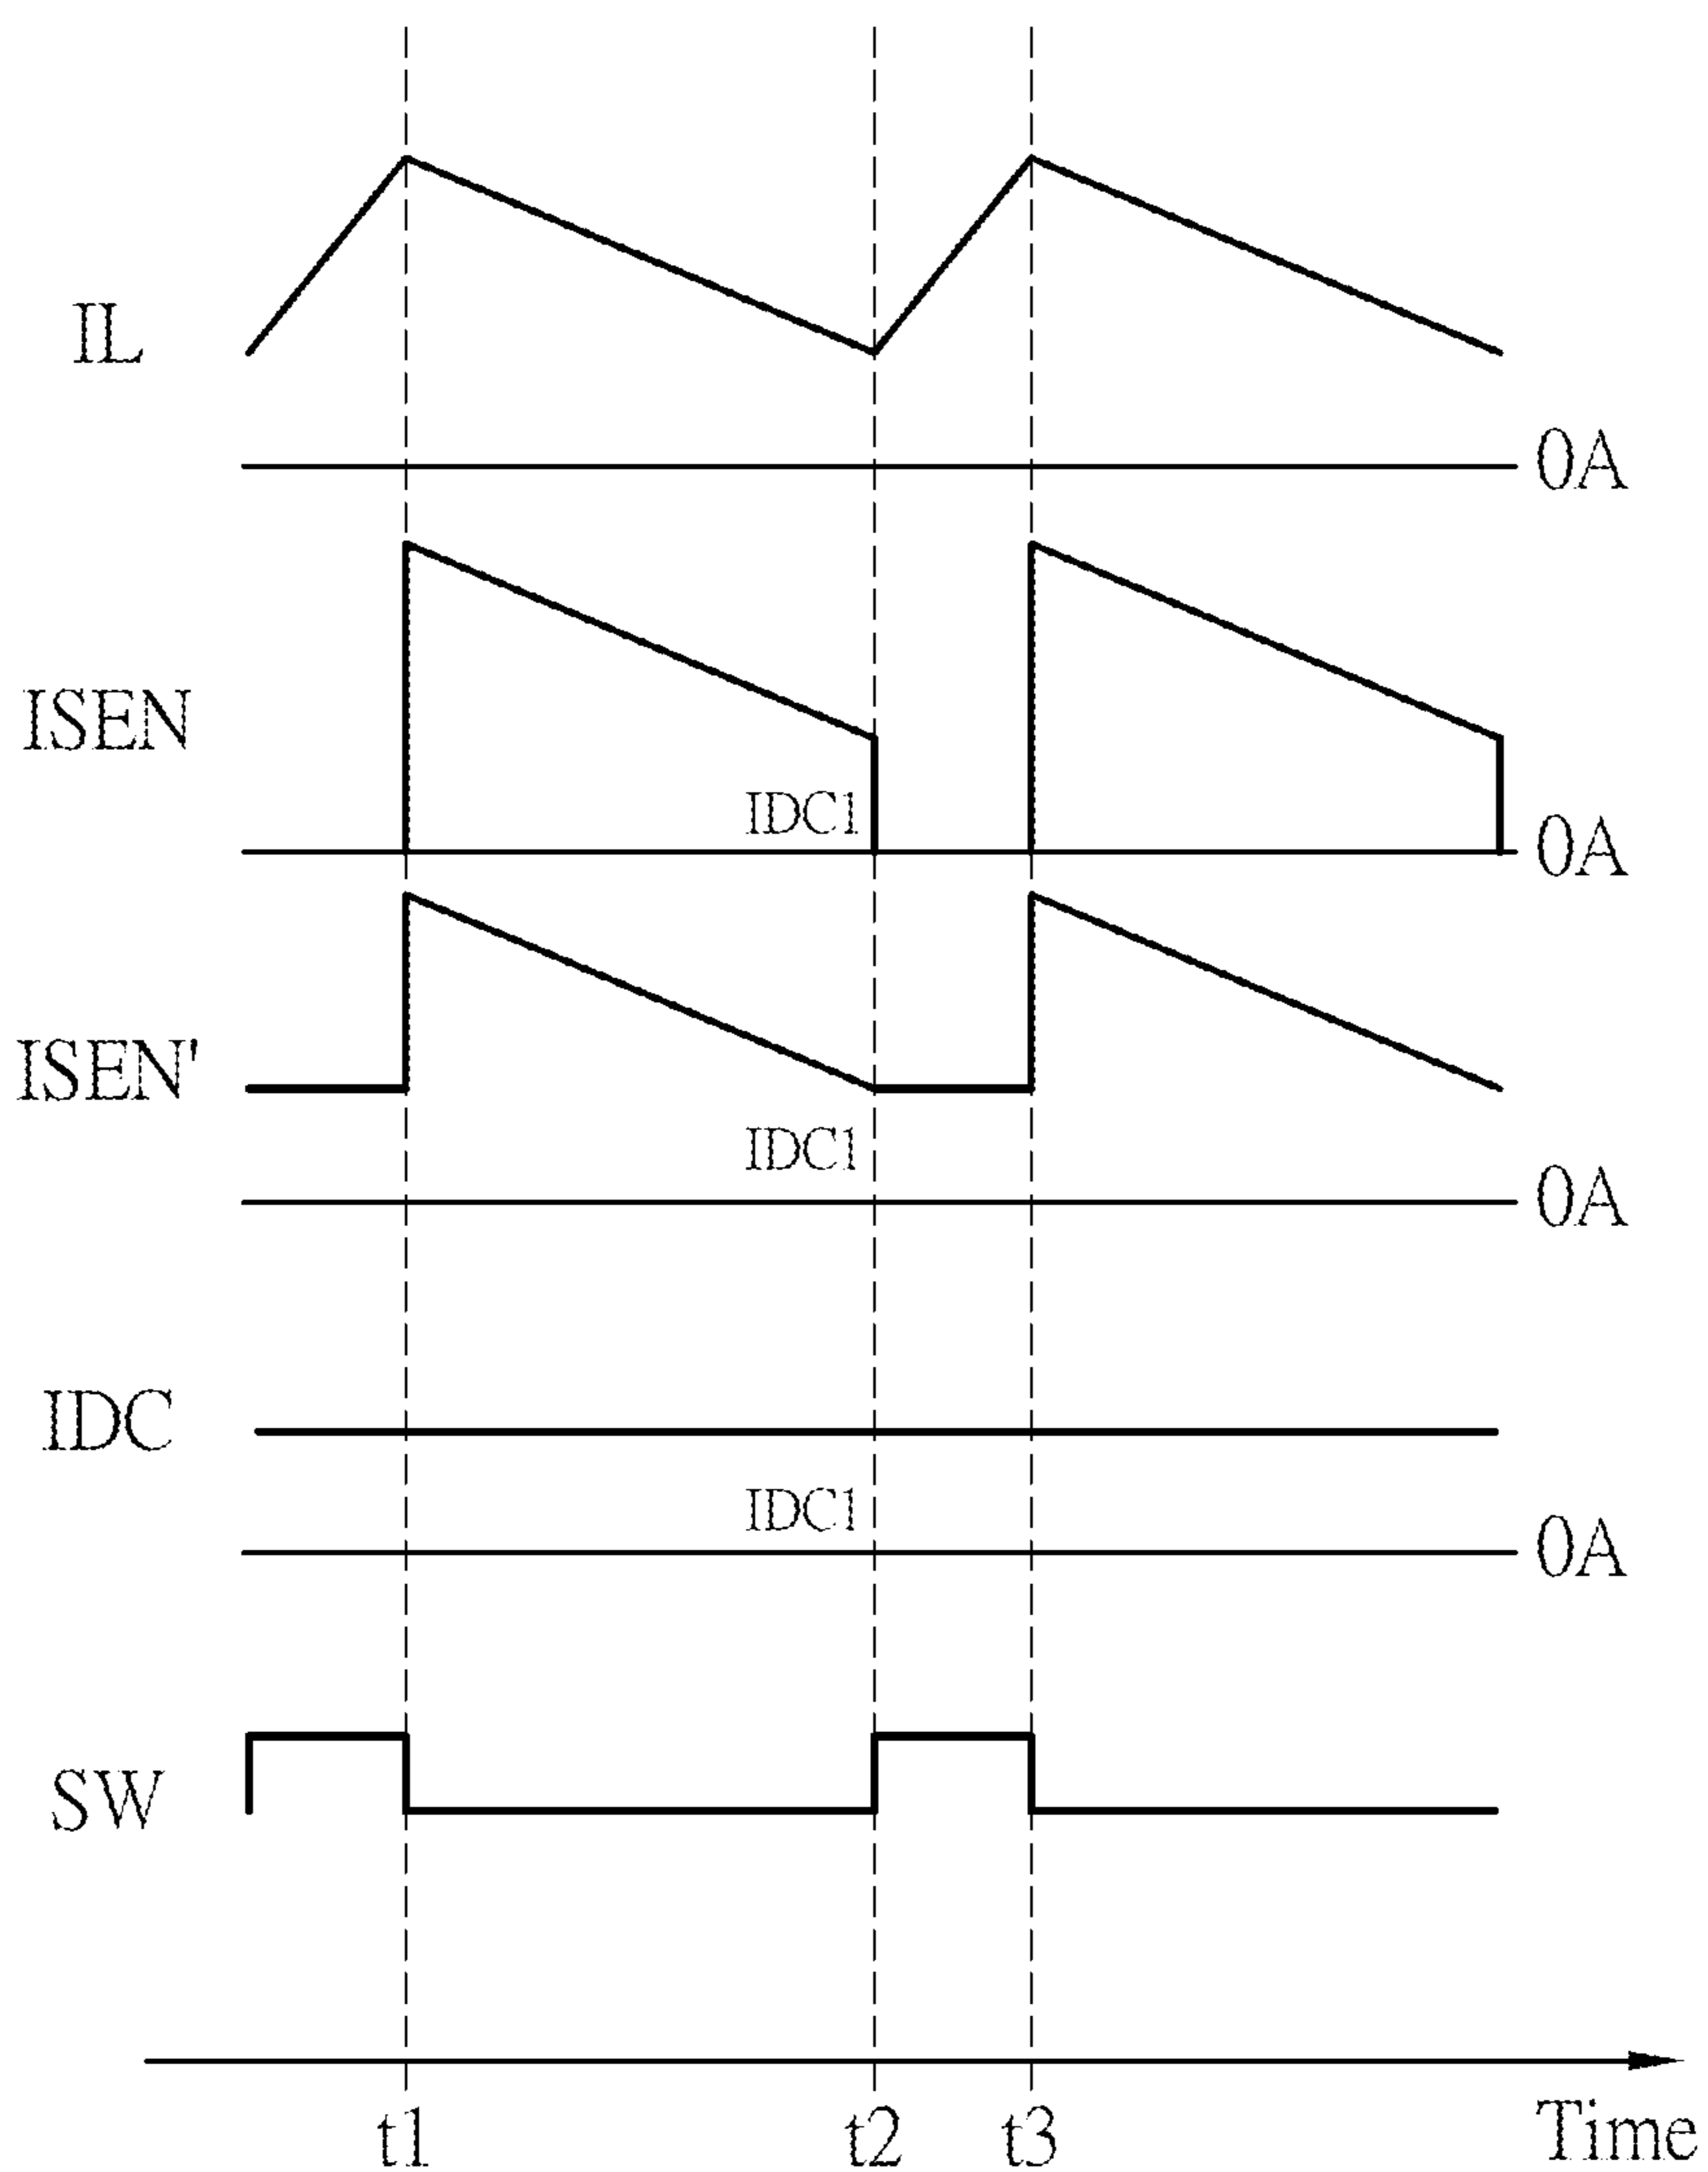 IL
0A
ISEN
IDC1
0A
ISEN'
IDC1
0A
IDC
IDC1
0A
SW
t1 t2 t3 Time